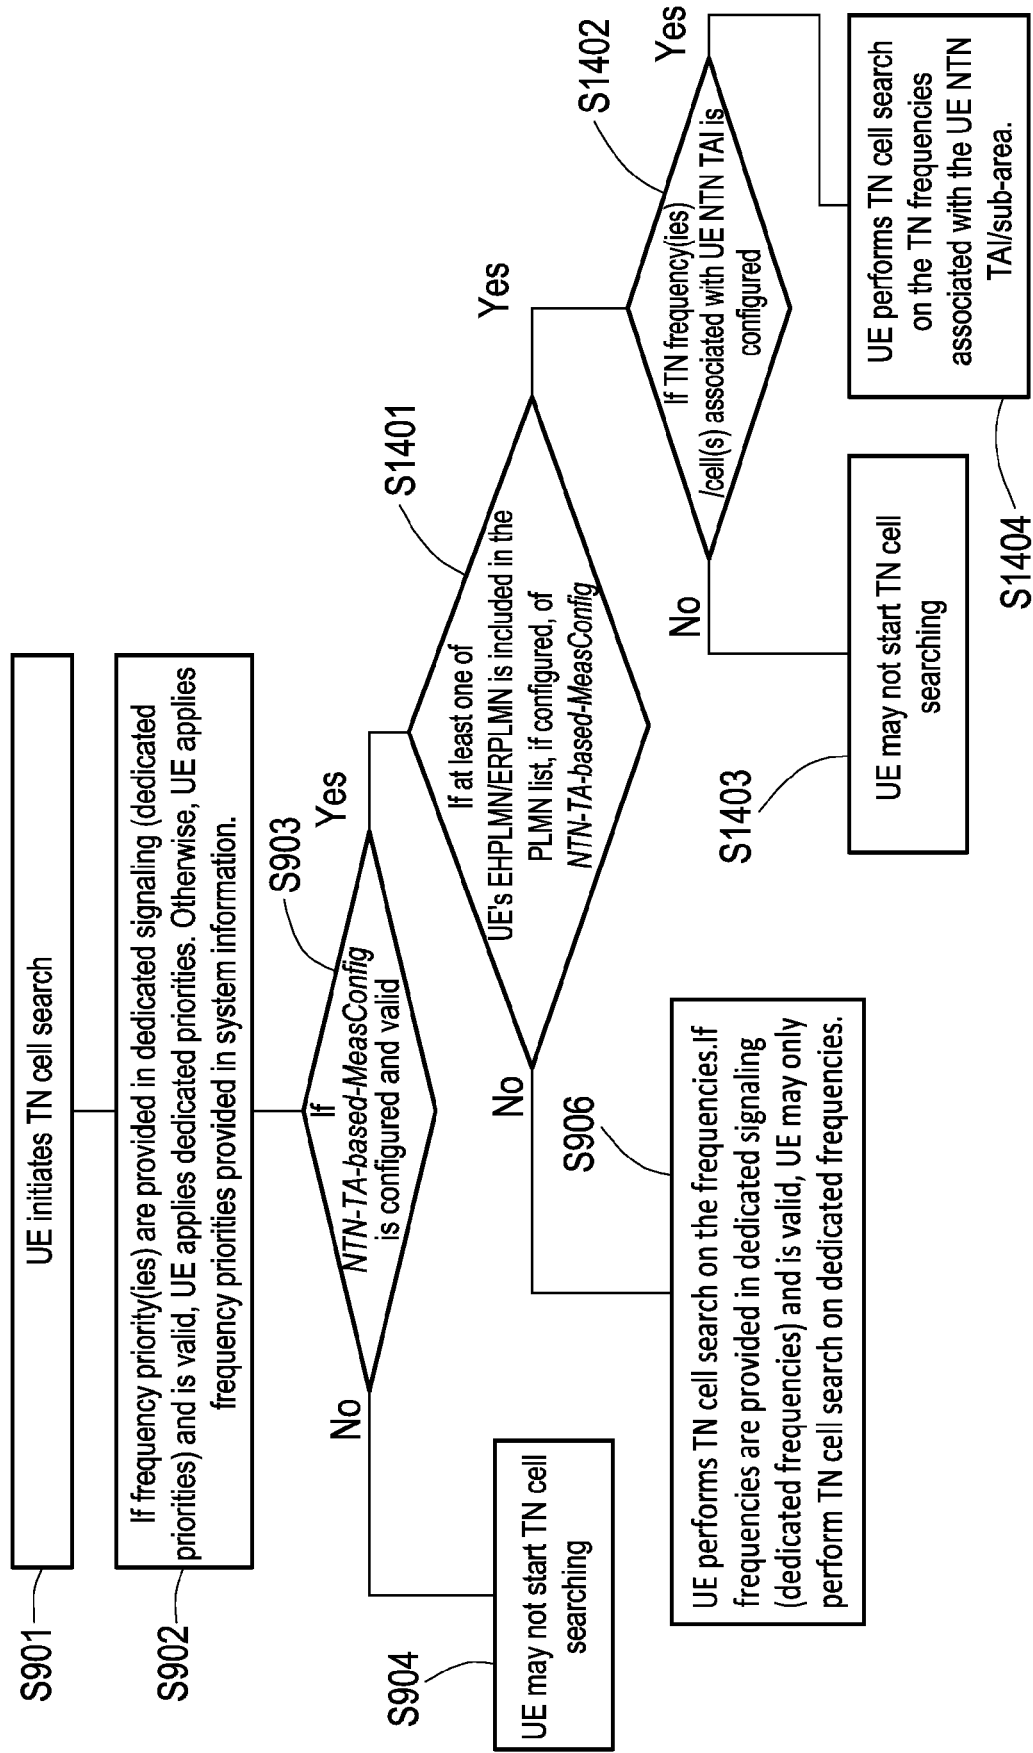 S901
UE initiates TN cell search
S902
If frequency priority(ies) are provided in dedicated signaling (dedicated
priorities) and is valid, UE applies dedicated priorities. Otherwise, UE applies
frequency priorities provided in system information.
S903
If
NTN-TA-based-MeasConfig
is configured and valid
No
Yes
S904
UE may not start TN cell
searching
S1401
If at least one of
UE's EHPLMN/ERPLMN is included in the
PLMN list, if configured, of
NTN-TA-based-MeasConfig
No
Yes
S906
UE performs TN cell search on the frequencies.If
frequencies are provided in dedicated signaling
(dedicated frequencies) and is valid, UE may only
perform TN cell search on dedicated frequencies.
S1402
If TN frequency(ies)
/cell(s) associated with UE NTN TAI is
configured
No
Yes
S1403
UE may not start TN cell
searching
S1404
UE performs TN cell search
on the TN frequencies
associated with the UE NTN
TAI/sub-area.